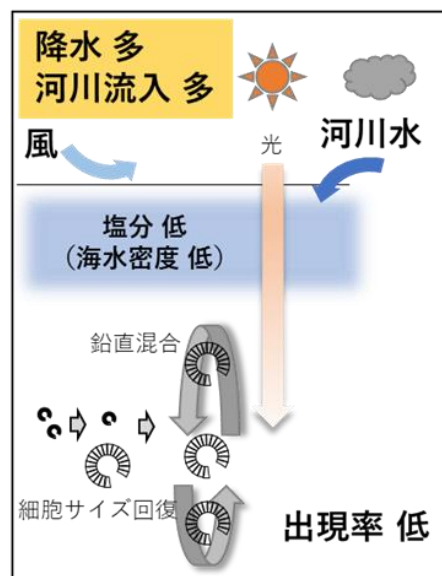 降水 多
河川流入 多
風
光
河川水
塩分 低
（海水密度 低）
鉛直混合
細胞サイズ回復
出現率 低